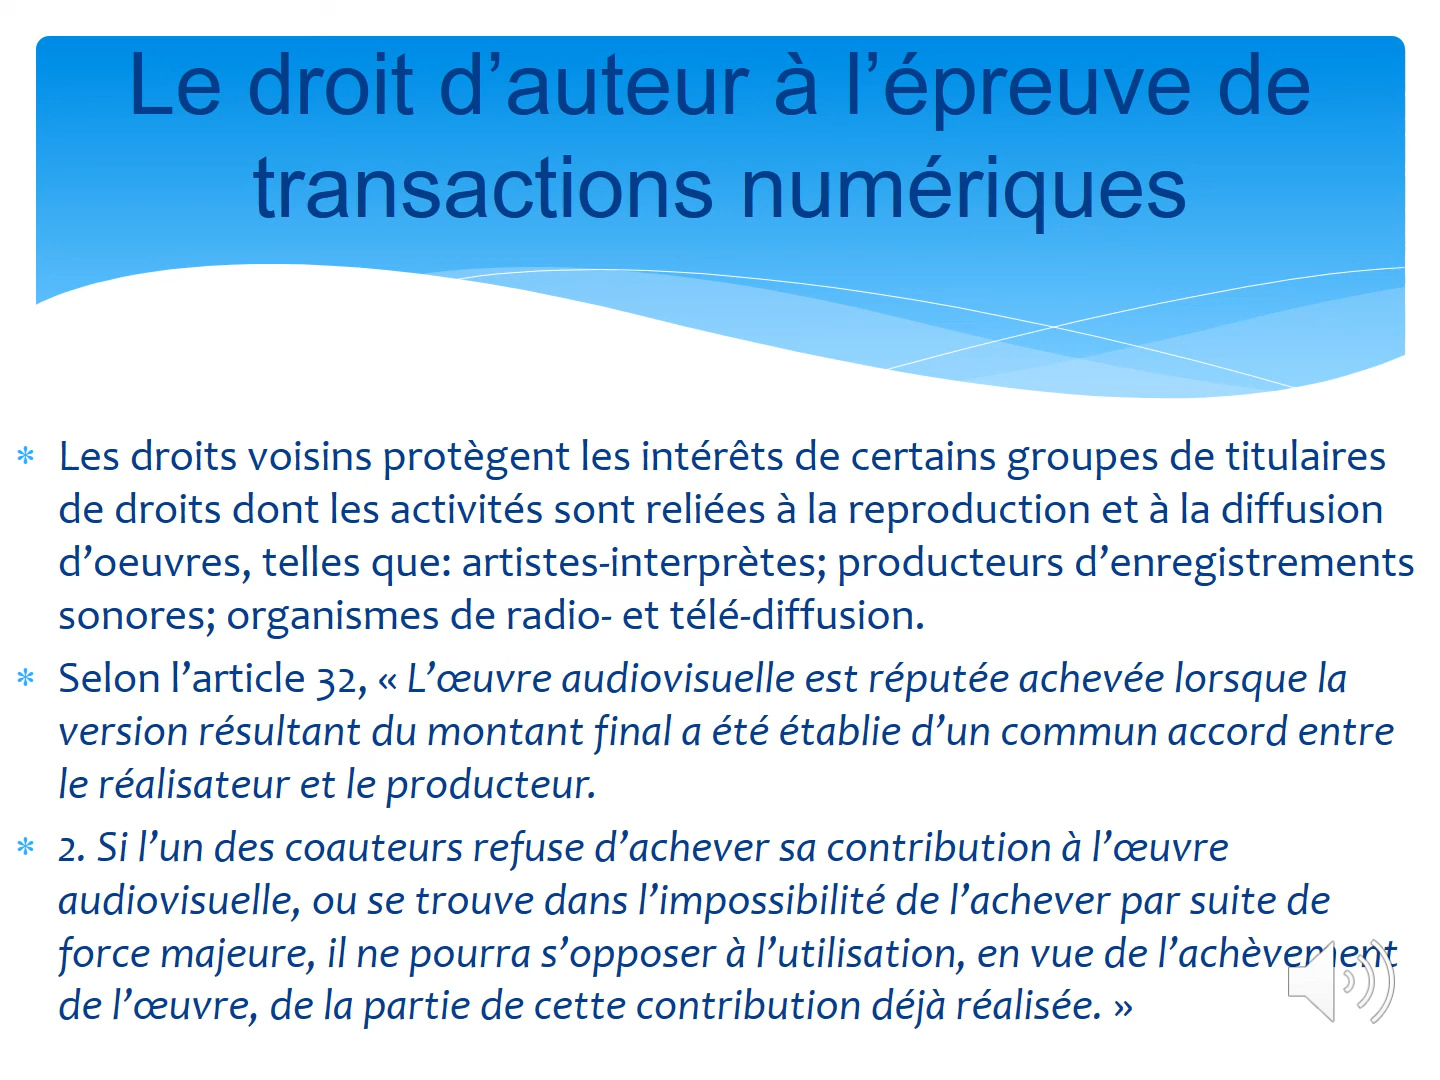 Le droit d’auteur à l’épreuve de
transactions numériques
* Les droits voisins protègent les intérêts de certains groupes de titulaires
de droits dont les activités sont reliées à la reproduction et à la diffusion
d’oeuvres, telles que: artistes-interprètes; producteurs d’enregistrements
sonores; organismes de radio- et télé-diffusion.
* Selon l’article 32, « L’œuvre audiovisuelle est réputée achevée lorsque la
version résultant du montant final a été établie d’un commun accord entre
le réalisateur et le producteur.
* 2. Si l’un des coauteurs refuse d’achever sa contribution à l’œuvre
audiovisuelle, ou se trouve dans l’impossibilité de l’achever par suite de
force majeure, il ne pourra s’opposer à l’utilisation, en vue de l’achèvement
de l’œuvre, de la partie de cette contribution déjà réalisée. »